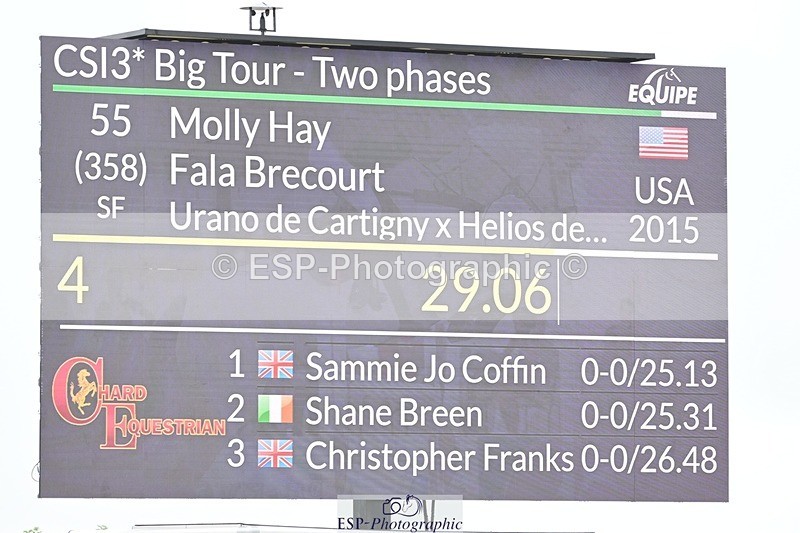 CSI3* Big Tour - Two phases
EQUIPE
55 Molly Hay
(358) Fala Brecourt USA
SF Urano de Cartigny x Helios de... 2015
© ESP-Photographic ©
4 29.06
1 Sammie Jo Coffin 0-0/25.13
2 Shane Breen 0-0/25.31
3 Christopher Franks 0-0/26.48
CHARD
EQUESTRIAN
ESP-Photographic